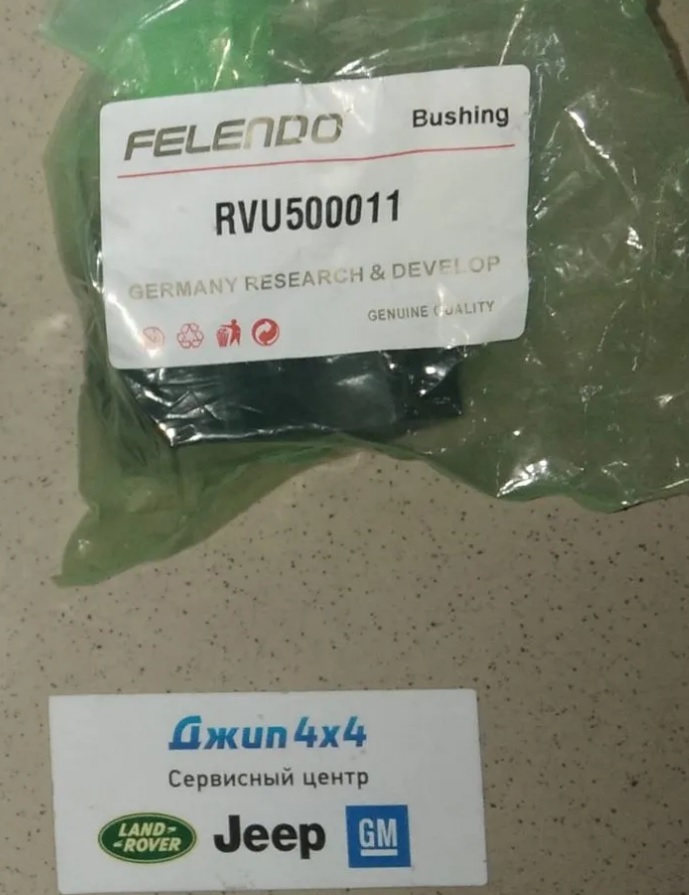 FELENDO Bushing
RVU500011
GERMANY RESEARCH & DEVELOP
GENUINE QUALITY
Джип 4x4
Сервисный центр
LAND-
-ROVER
Jeep
GM